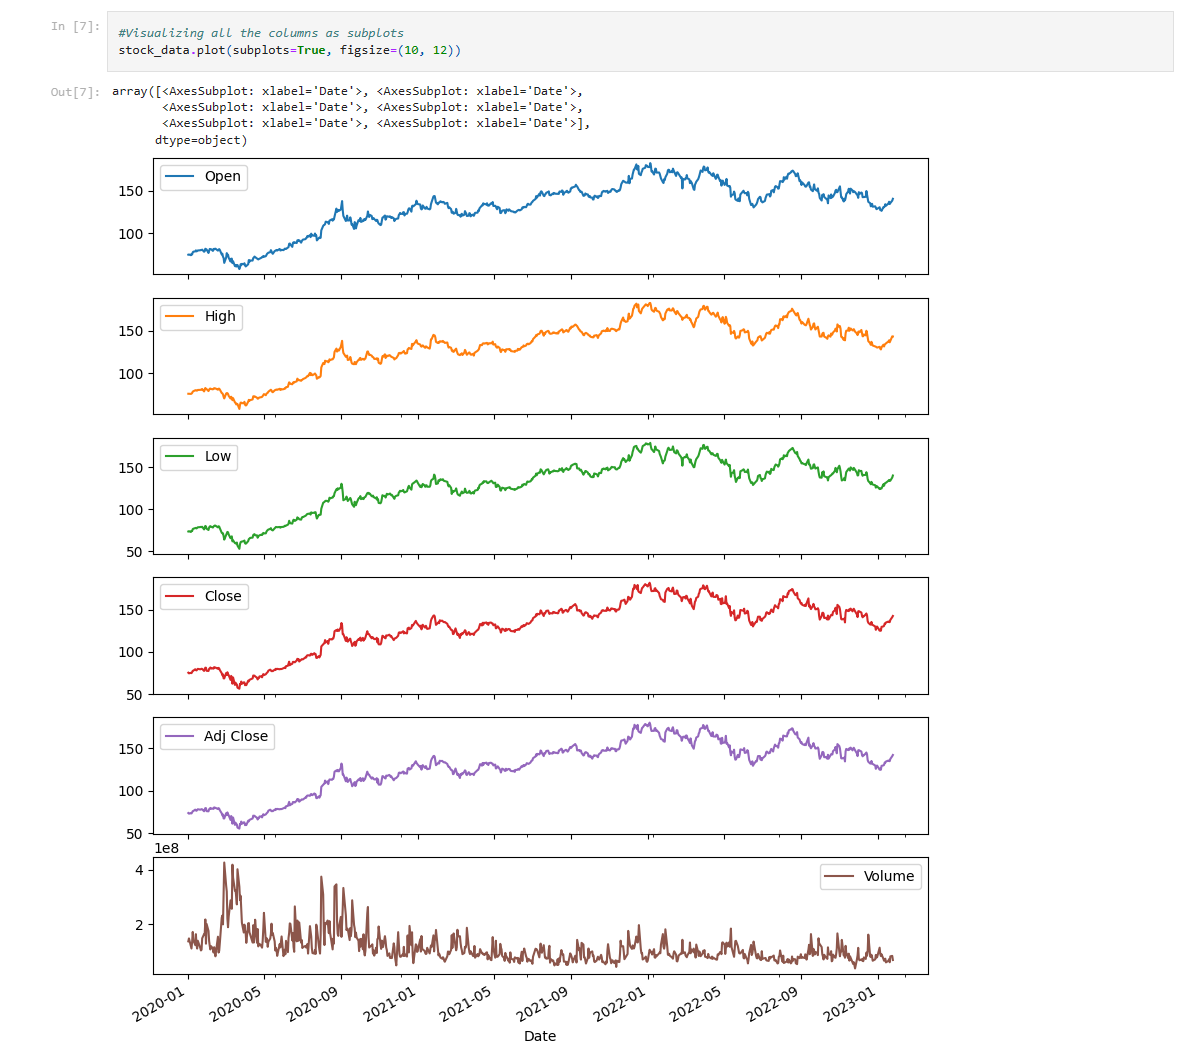 In [7]:
#Visualizing all the columns as subplots
stock_data.plot(subplots=True, figsize=(10, 12))
Out[7]:
array([<AxesSubplot: xlabel='Date'>, <AxesSubplot: xlabel='Date'>,
<AxesSubplot: xlabel='Date'>, <AxesSubplot: xlabel='Date'>,
<AxesSubplot: xlabel='Date'>, <AxesSubplot: xlabel='Date'>],
dtype=object)
Open
150
100
High
150
100
Low
150
100
50
Close
150
100
50
Adj Close
150
100
50
1e8
Volume
4
2
2020-01 2020-05 2020-09 2021-01 2021-05 2021-09 2022-01 2022-05 2022-09 2023-01
Date